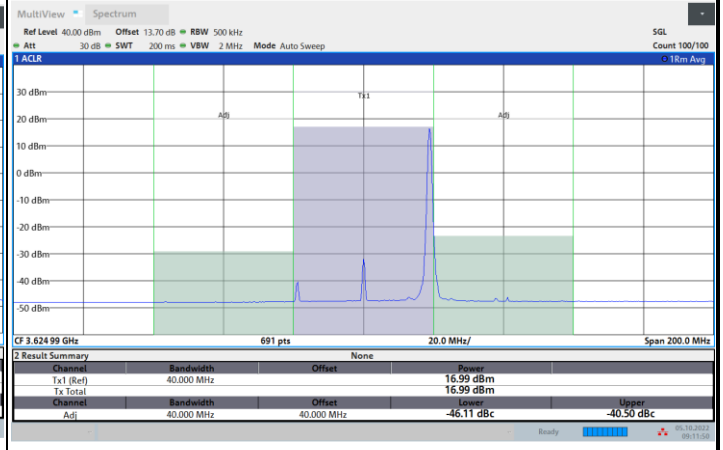 MultiView Spectrum
Ref Level 40.00 dBm Offset 13.70 dB RBW 500 kHz SGL
Att 30 dB SWT 200 ms VBW 2 MHz Mode Auto Sweep Count 100/100
1 ACLR 1Rm Avg
30 dBm
Tx1
20 dBm Adj Adj
10 dBm
0 dBm
-10 dBm
-20 dBm
-30 dBm
-40 dBm
-50 dBm
CF 3.624 99 GHz 691 pts 20.0 MHz/ Span 200.0 MHz
2 Result Summary None
Channel Bandwidth Offset Power
Tx1 (Ref) 40.000 MHz 16.99 dBm
Tx Total 16.99 dBm
Channel Bandwidth Offset Lower Upper
Adj 40.000 MHz 40.000 MHz -46.11 dBc -40.50 dBc
Ready 05.10.2022
09:11:50